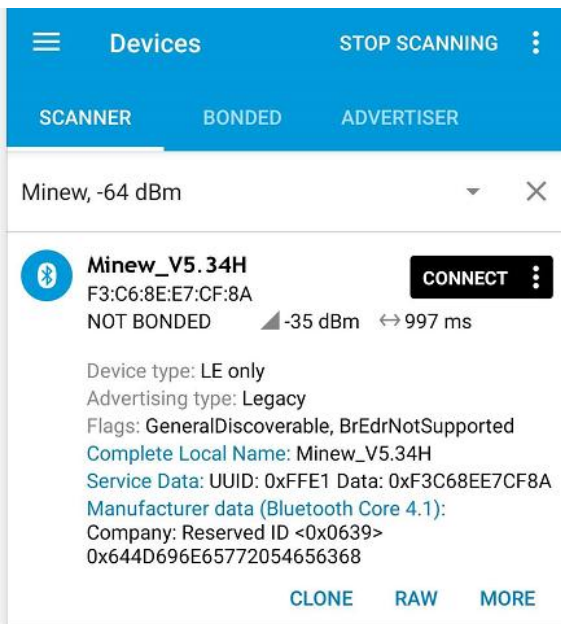 Devices STOP SCANNING
SCANNER BONDED ADVERTISER
Minew, -64 dBm
Minew_V5.34H
CONNECT
F3:C6:8E:E7:CF:8A
NOT BONDED -35 dBm 997 ms
Device type: LE only
Advertising type: Legacy
Flags: GeneralDiscoverable, BrEdrNotSupported
Complete Local Name: Minew_V5.34H
Service Data: UUID: 0xFFE1 Data: 0xF3C68EE7CF8A
Manufacturer data (Bluetooth Core 4.1):
Company: Reserved ID <0x0639>
0x644D696E65772054656368
CLONE RAW MORE